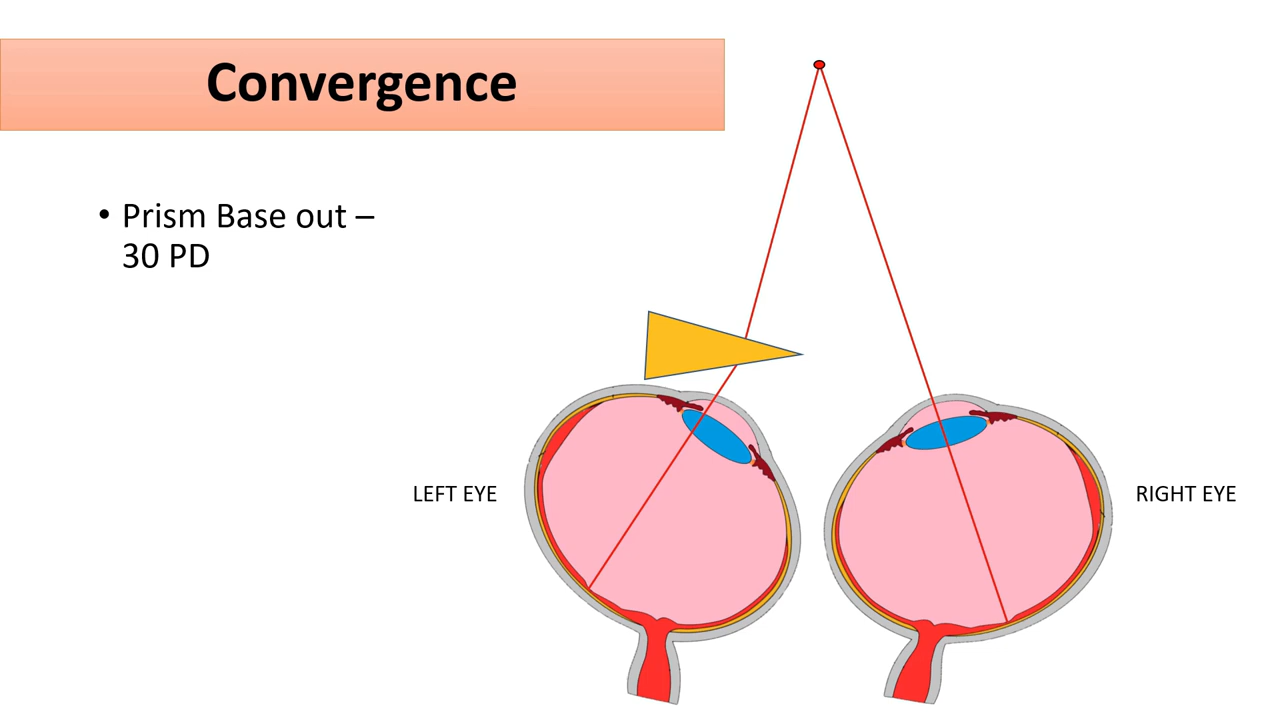 Convergence
• Prism Base out –
30 PD
LEFT EYE
RIGHT EYE